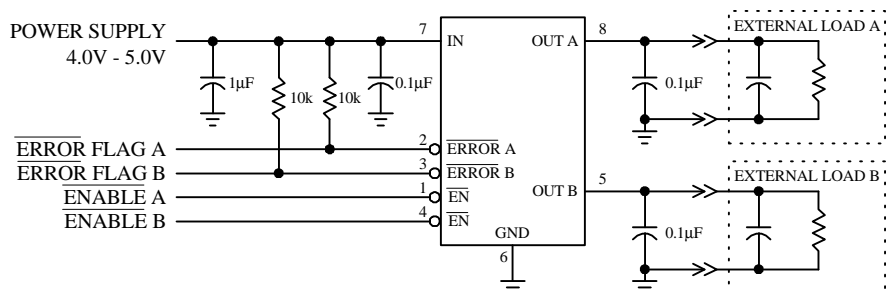 POWER SUPPLY
4.0V - 5.0V
7
IN
OUT A
8
EXTERNAL LOAD A
1μF
10k
10k
0.1μF
0.1μF
ERROR FLAG A
2
ERROR A
ERROR FLAG B
3
ERROR B
ENABLE A
1
EN
ENABLE B
4
EN
OUT B
5
EXTERNAL LOAD B
GND
6
0.1μF